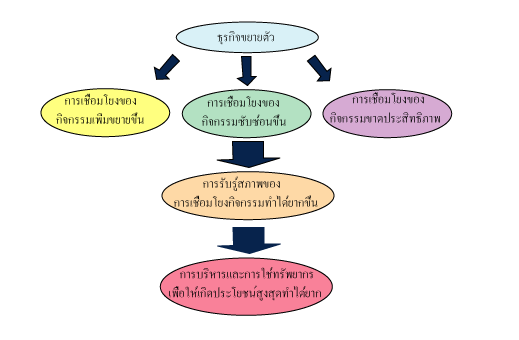 ธุรกิจขยายตัว
การเชื่อมโยงของ
กิจกรรมเพิ่มขยายขึ้น
การเชื่อมโยงของ
กิจกรรมซับซ้อนขึ้น
การเชื่อมโยงของ
กิจกรรมขาดประสิทธิภาพ
การรับรู้สภาพของ
การเชื่อมโยงกิจกรรมทำได้ยากขึ้น
การบริหารและการใช้ทรัพยากร
เพื่อให้เกิดประโยชน์สูงสุดทำได้ยาก